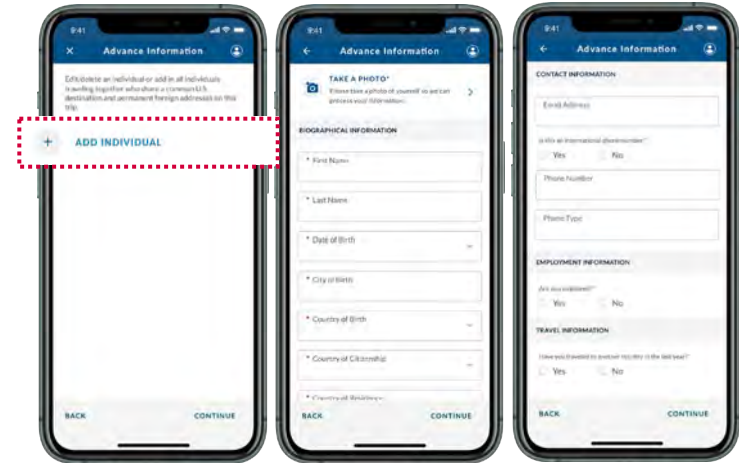 9:41
Advance Information
Edit/delete an individual or add in all individuals
traveling together who share a common U.S.
destination and permanent foreign addresses on this
trip.
+ ADD INDIVIDUAL
BACK CONTINUE
9:41
Advance Information
TAKE A PHOTO*
Please take a photo of yourself so we can
process your information.
BIOGRAPHICAL INFORMATION
* First Name
* Last Name
* Date of Birth
* City of Birth
* Country of Birth
* Country of Citizenship
* Country of Residence
BACK CONTINUE
9:41
Advance Information
CONTACT INFORMATION
Email Address
Is this an international phone number?*
Yes No
Phone Number
Phone Type
EMPLOYMENT INFORMATION
Are you employed?*
Yes No
TRAVEL INFORMATION
Have you traveled to another country in the last year?*
Yes No
BACK CONTINUE